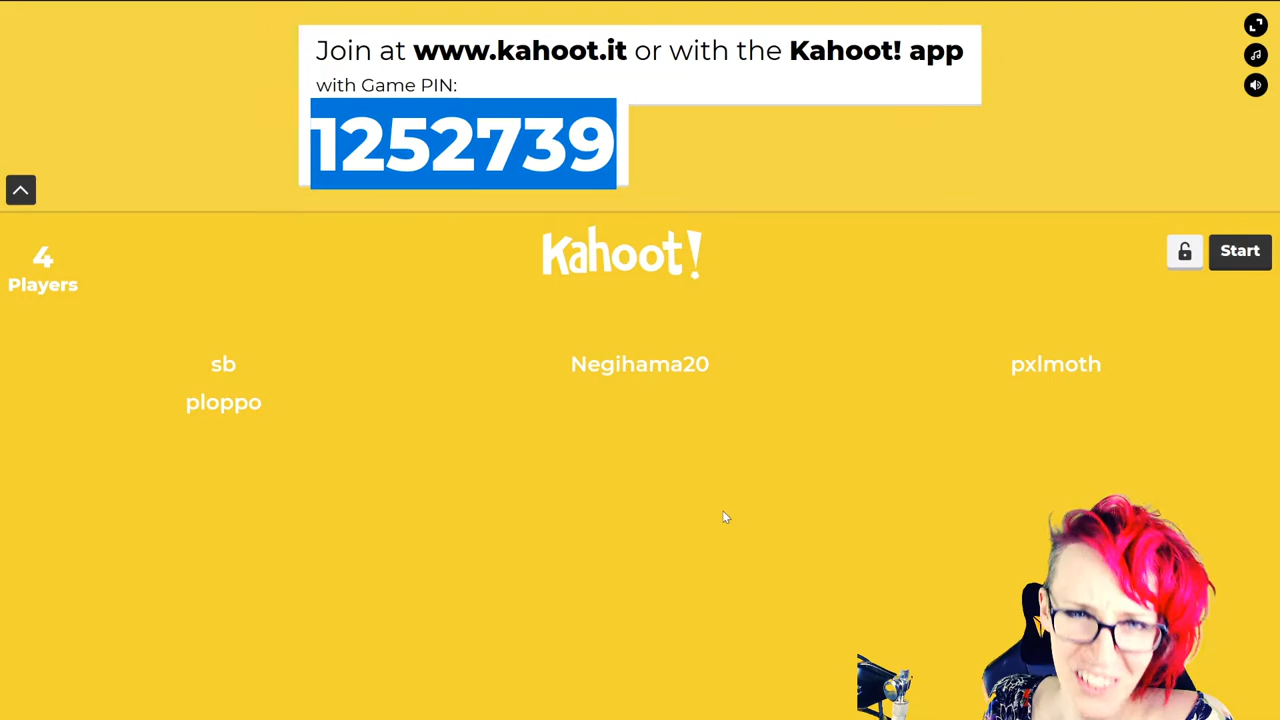 Join at www.kahoot.it or with the Kahoot! app
with Game PIN:
1252739
4
Players
Kahoot!
Start
sb
Negihama20
pxlmoth
ploppo